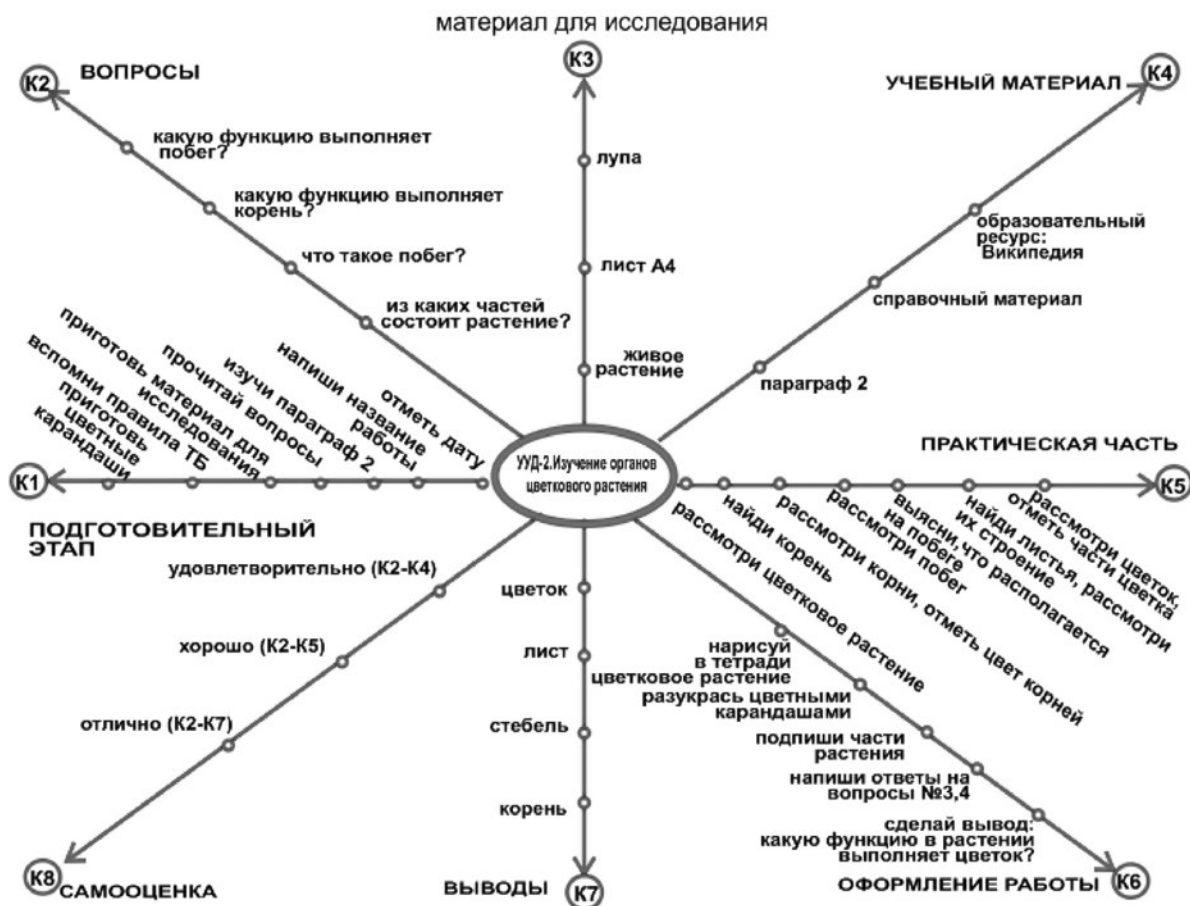 материал для исследования
К3
К2
ВОПРОСЫ
какую функцию выполняет
побег?
какую функцию выполняет
корень?
что такое побег?
из каких частей
состоит растение?
лупа
лист А4
живое
растение
К4
УЧЕБНЫЙ МАТЕРИАЛ
образовательный
ресурс:
Википедия
справочный материал
параграф 2
К1
ПОДГОТОВИТЕЛЬНЫЙ
ЭТАП
отметь дату
напиши название
работы
изучи параграф 2
прочитай вопросы
приготовь материал для
исследования
вспомни правила ТБ
приготовь
цветные
карандаши
УУД-2.Изучение органов
цветкового растения
ПРАКТИЧЕСКАЯ ЧАСТЬ
К5
рассмотри цветковое растение
найди корень
рассмотри корни, отметь цвет корней
рассмотри побег
выясни,что располагается
на побеге
найди листья, рассмотри
их строение
рассмотри цветок,
отметь части цветка
удовлетворительно (К2-К4)
хорошо (К2-К5)
отлично (К2-К7)
К8
САМООЦЕНКА
цветок
лист
стебель
корень
ВЫВОДЫ
К7
нарисуй
в тетради
цветковое растение
разукрась цветными
карандашами
подпиши части
растения
напиши ответы на
вопросы №3,4
сделай вывод:
какую функцию в растении
выполняет цветок?
ОФОРМЛЕНИЕ РАБОТЫ
К6